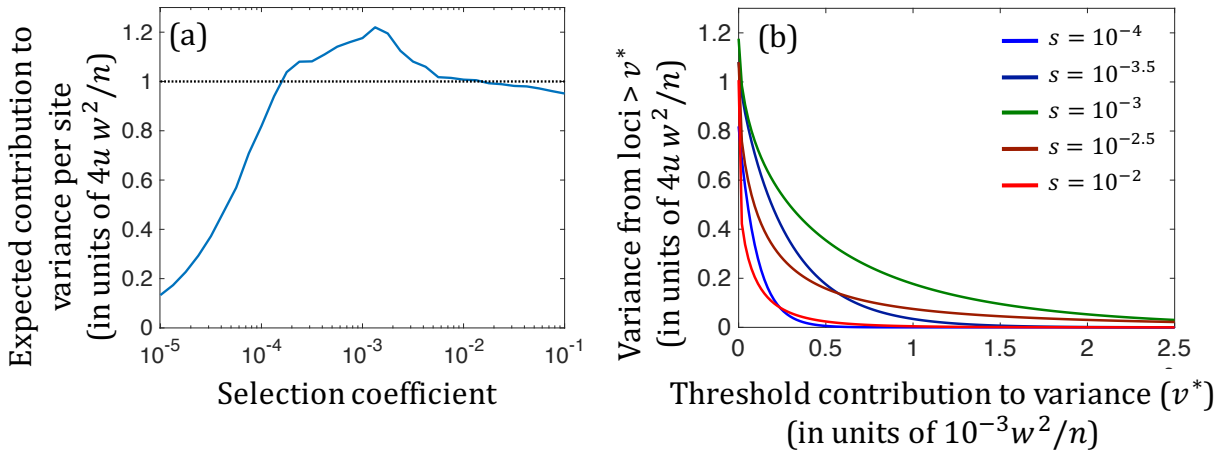 (a)
Expected contribution to
variance per site
(in units of 4u w²/n)
1.2
1
0.8
0.6
0.4
0.2
0
10⁻⁵
10⁻⁴
10⁻³
10⁻²
10⁻¹
Selection coefficient
(b)
Variance from loci > v*
(in units of 4u w²/n)
1.2
1
0.8
0.6
0.4
0.2
0
s = 10⁻⁴
s = 10⁻³·⁵
s = 10⁻³
s = 10⁻²·⁵
s = 10⁻²
0
0.5
1
1.5
2
2.5
Threshold contribution to variance (v*)
(in units of 10⁻³w²/n)